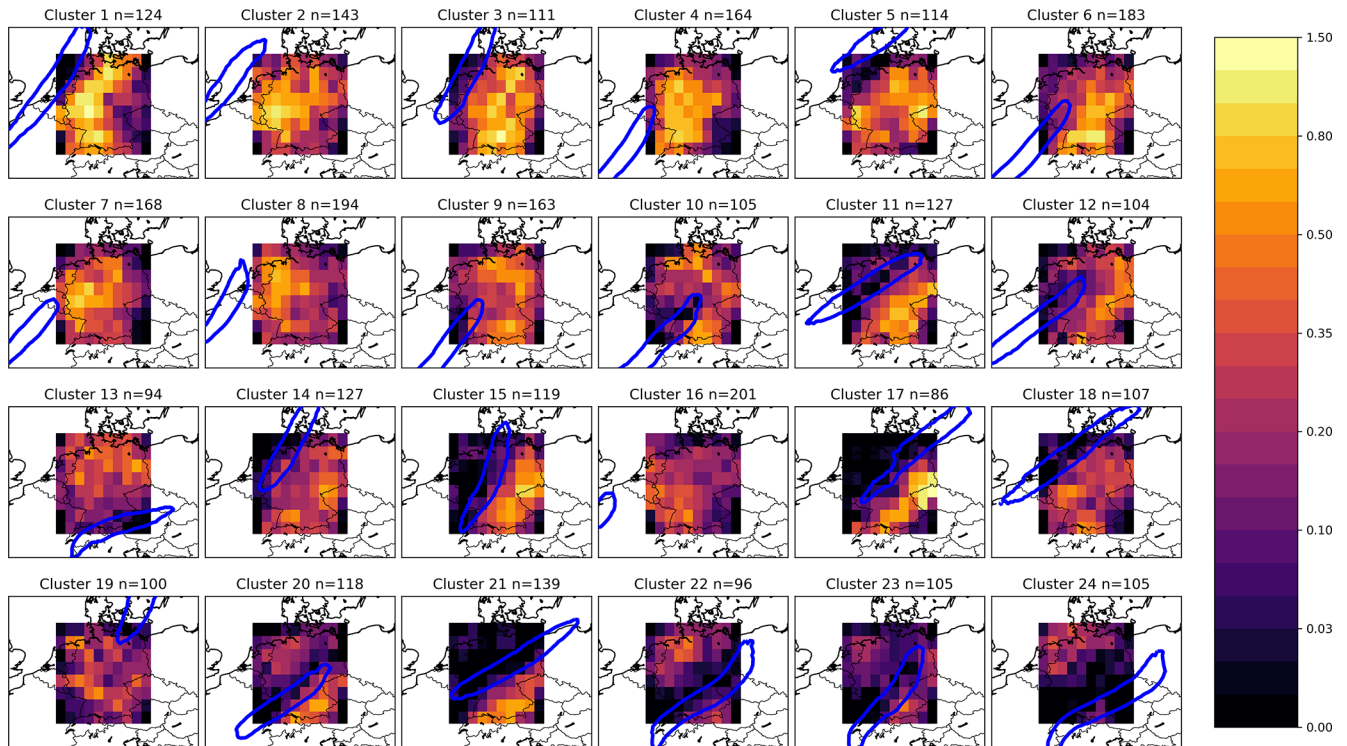 Cluster 1 n=124
Cluster 2 n=143
Cluster 3 n=111
Cluster 4 n=164
Cluster 5 n=114
Cluster 6 n=183
Cluster 7 n=168
Cluster 8 n=194
Cluster 9 n=163
Cluster 10 n=105
Cluster 11 n=127
Cluster 12 n=104
Cluster 13 n=94
Cluster 14 n=127
Cluster 15 n=119
Cluster 16 n=201
Cluster 17 n=86
Cluster 18 n=107
Cluster 19 n=100
Cluster 20 n=118
Cluster 21 n=139
Cluster 22 n=96
Cluster 23 n=105
Cluster 24 n=105
1.50
0.80
0.50
0.35
0.20
0.10
0.03
0.00